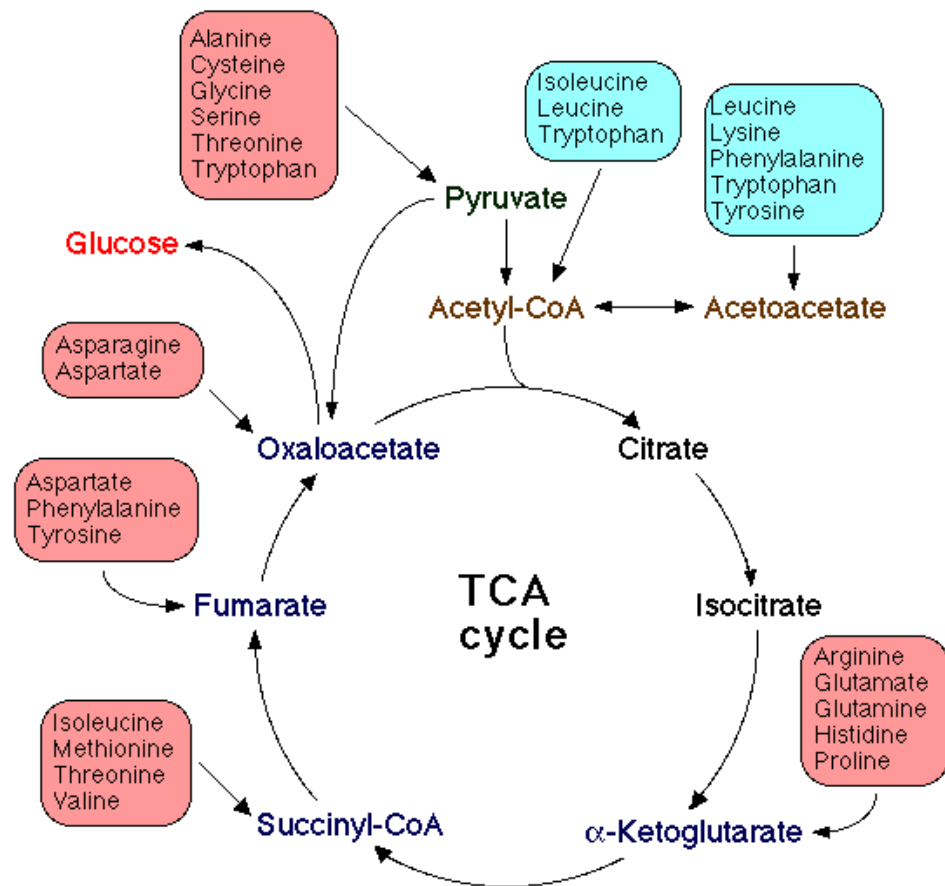 Alanine
Cysteine
Glycine
Serine
Threonine
Tryptophan
Isoleucine
Leucine
Tryptophan
Leucine
Lysine
Phenylalanine
Tryptophan
Tyrosine
Pyruvate
Glucose
Acetyl-CoA
Acetoacetate
Asparagine
Aspartate
Oxaloacetate
Citrate
Aspartate
Phenylalanine
Tyrosine
Fumarate
TCA
cycle
Isocitrate
Arginine
Glutamate
Glutamine
Histidine
Proline
Isoleucine
Methionine
Threonine
Valine
Succinyl-CoA
α-Ketoglutarate